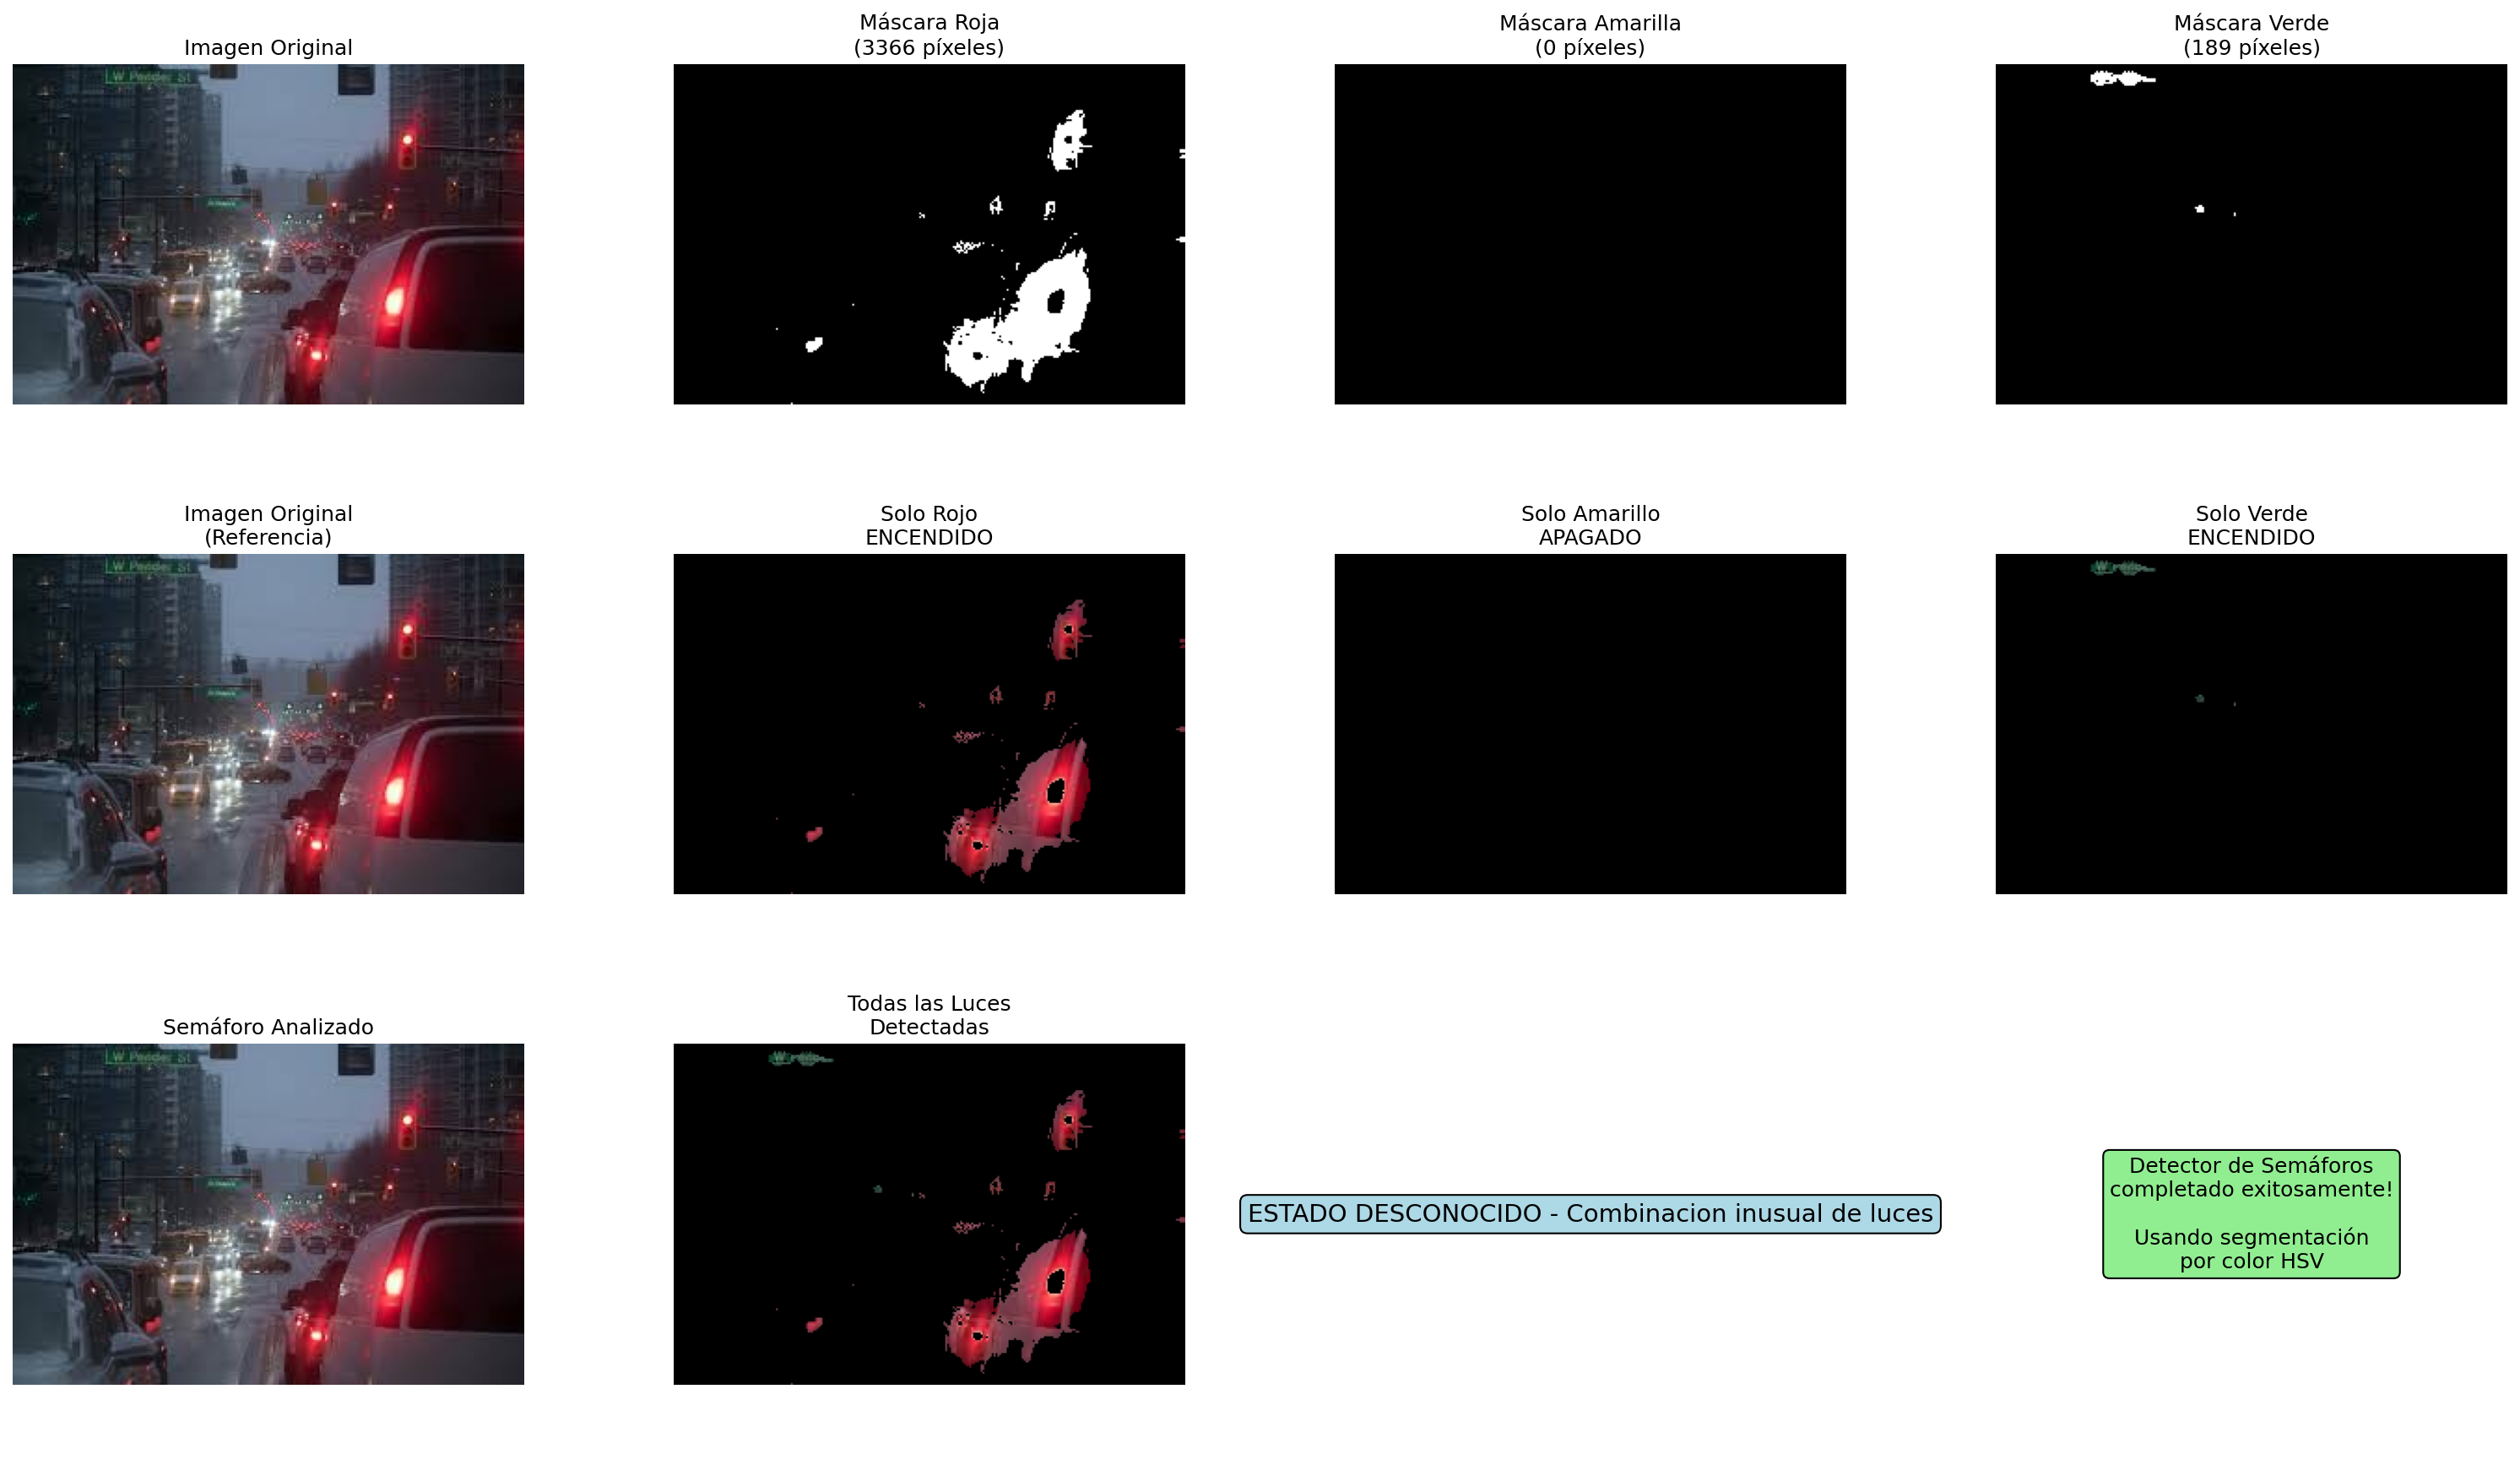 Imagen Original
Máscara Roja
(3366 píxeles)
Máscara Amarilla
(0 píxeles)
Máscara Verde
(189 píxeles)
W Pender St
Imagen Original
(Referencia)
Solo Rojo
ENCENDIDO
Solo Amarillo
APAGADO
Solo Verde
ENCENDIDO
W Pender St
Semáforo Analizado
Todas las Luces
Detectadas
W Pender St
ESTADO DESCONOCIDO - Combinacion inusual de luces
Detector de Semáforos
completado exitosamente!
Usando segmentación
por color HSV